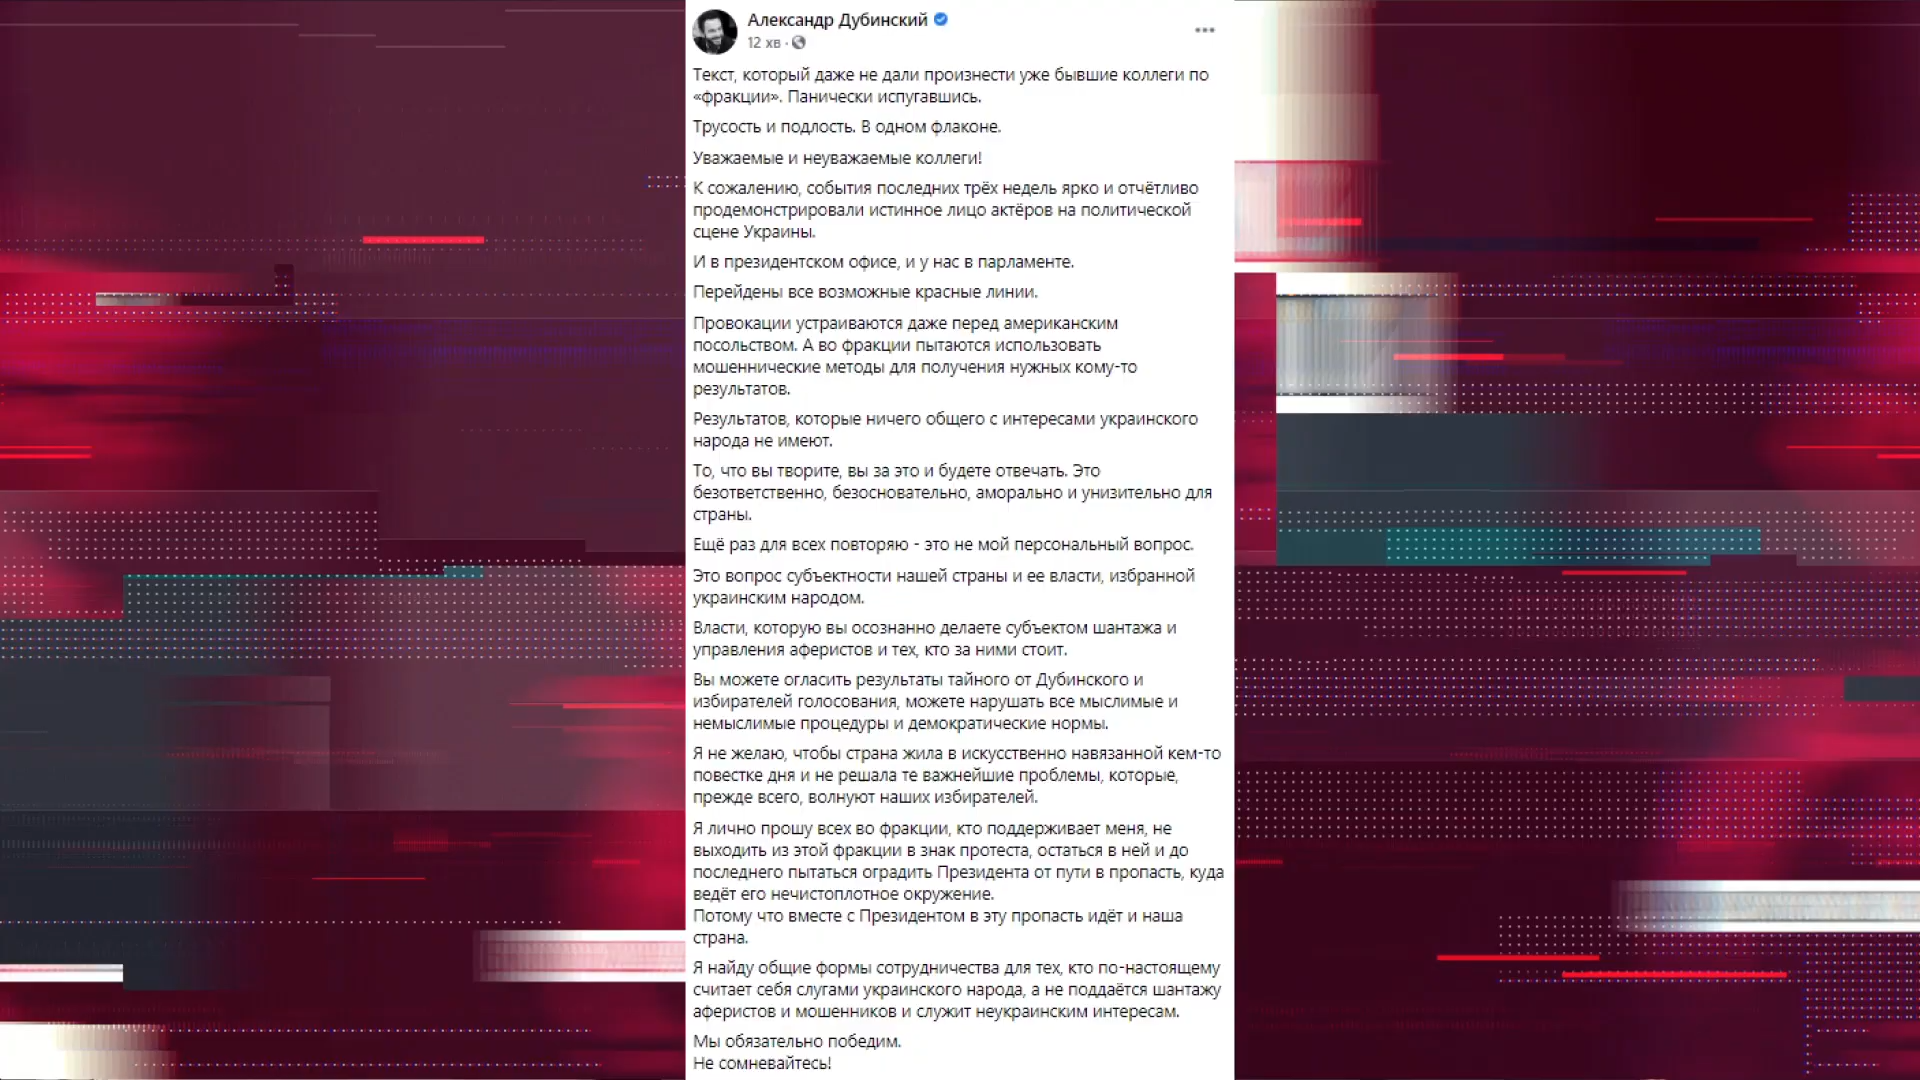 Александр Дубинский
12 хв ·
Текст, который даже не дали произнести уже бывшие коллеги по
«фракции». Панически испугавшись.
Трусость и подлость. В одном флаконе.
Уважаемые и неуважаемые коллеги!
К сожалению, события последних трёх недель ярко и отчётливо
продемонстрировали истинное лицо актёров на политической
сцене Украины.
И в президентском офисе, и у нас в парламенте.
Перейдены все возможные красные линии.
Провокации устраиваются даже перед американским
посольством. А во фракции пытаются использовать
мошеннические методы для получения нужных кому-то
результатов.
Результатов, которые ничего общего с интересами украинского
народа не имеют.
То, что вы творите, вы за это и будете отвечать. Это
безответственно, безосновательно, аморально и унизительно для
страны.
Ещё раз для всех повторяю - это не мой персональный вопрос.
Это вопрос субъектности нашей страны и ее власти, избранной
украинским народом.
Власти, которую вы осознанно делаете субъектом шантажа и
управления аферистов и тех, кто за ними стоит.
Вы можете огласить результаты тайного от Дубинского и
избирателей голосования, можете нарушать все мыслимые и
немыслимые процедуры и демократические нормы.
Я не желаю, чтобы страна жила в искусственно навязанной кем-то
повестке дня и не решала те важнейшие проблемы, которые,
прежде всего, волнуют наших избирателей.
Я лично прошу всех во фракции, кто поддерживает меня, не
выходить из этой фракции в знак протеста, остаться в ней и до
последнего пытаться оградить Президента от пути в пропасть, куда
ведёт его нечистоплотное окружение.
Потому что вместе с Президентом в эту пропасть идёт и наша
страна.
Я найду общие формы сотрудничества для тех, кто по-настоящему
считает себя слугами украинского народа, а не поддаётся шантажу
аферистов и мошенников и служит неукраинским интересам.
Мы обязательно победим.
Не сомневайтесь!